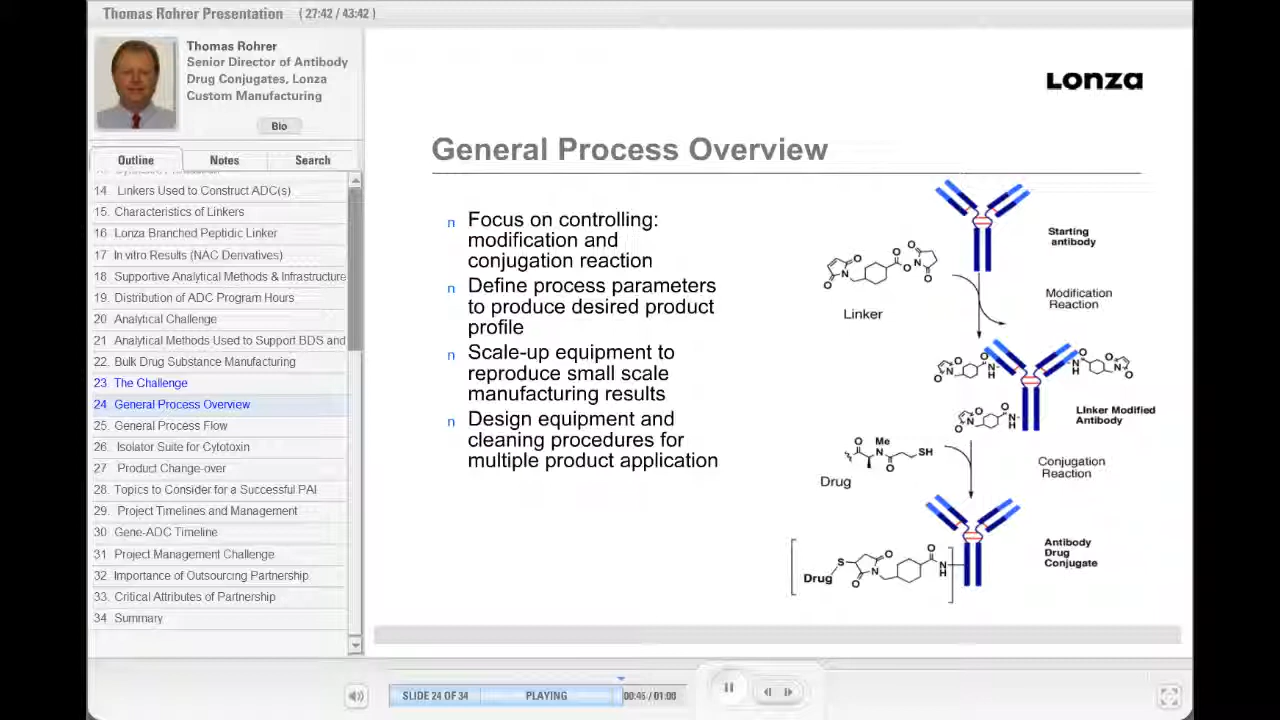 Thomas Rohrer Presentation ( 27:42 / 43:42 )
Thomas Rohrer
Senior Director of Antibody
Drug Conjugates, Lonza
Custom Manufacturing
Bio
Outline Notes Search
14 Linkers Used to Construct ADC(s)
15. Characteristics of Linkers
16 Lonza Branched Peptidic Linker
17 In vitro Results (NAC Derivatives)
18 Supportive Analytical Methods & Infrastructure
19. Distribution of ADC Program Hours
20 Analytical Challenge
21 Analytical Methods Used to Support BDS and
22. Bulk Drug Substance Manufacturing
23. The Challenge
24 General Process Overview
25. General Process Flow
26. Isolator Suite for Cytotoxin
27 Product Change-over
28. Topics to Consider for a Successful PAI
29. Project Timelines and Management
30 Gene-ADC Timeline
31 Project Management Challenge
32. Importance of Outsourcing Partnership
33. Critical Attributes of Partnership
34 Summary
Lonza
General Process Overview
n Focus on controlling:
modification and
conjugation reaction
n Define process parameters
to produce desired product
profile
n Scale-up equipment to
reproduce small scale
manufacturing results
n Design equipment and
cleaning procedures for
multiple product application
Starting
antibody
Linker
Modification
Reaction
LInker Modified
Antibody
Drug
Me
SH
Conjugation
Reaction
Antibody
Drug
Conjugate
Drug
SLIDE 24 OF 34 PLAYING 00:46 / 01:00